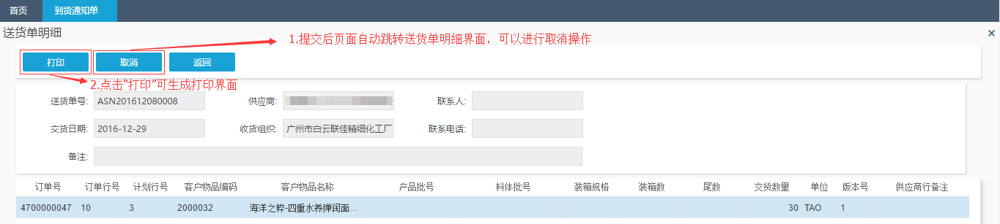 首页 到货通知单
送货单明细
1.提交后页面自动跳转送货单明细界面，可以进行取消操作
打印 取消 返回
2.点击“打印”可生成打印界面
送货单号: ASN201612080008 供应商: 联系人:
交货日期: 2016-12-29 收货组织: 广州市白云联佳精细化工厂 联系电话:
备注:
订单号 订单行号 计划行号 客户物品编码 客户物品名称 产品批号 料体批号 装箱规格 装箱数 尾数 交货数量 单位 版本号 供应商行备注
4700000047 10 3 2000032 海洋之粹-四重水养弹润面... 30 TAO 1